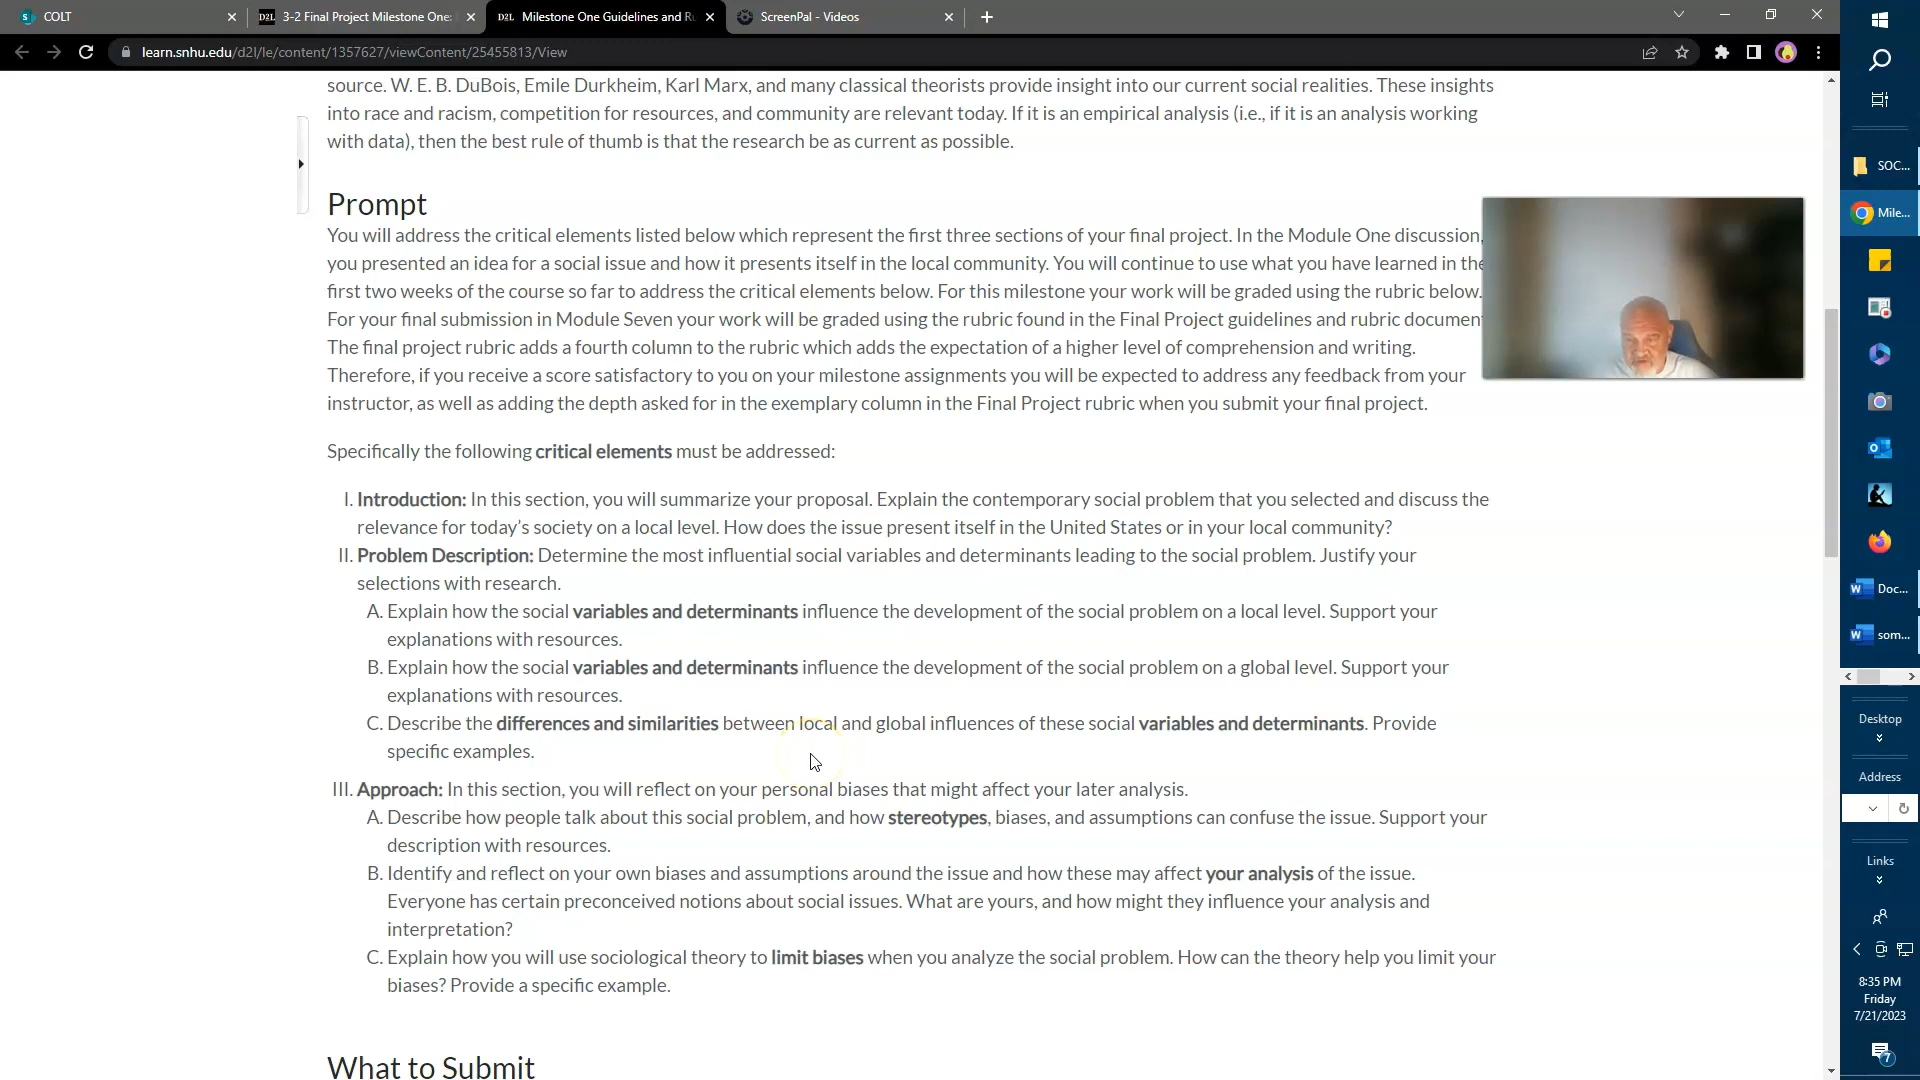 COLT
3-2 Final Project Milestone One:
Milestone One Guidelines and Ru
ScreenPal - Videos
learn.snhu.edu/d2l/le/content/1357627/viewContent/25455813/View
source. W. E. B. DuBois, Emile Durkheim, Karl Marx, and many classical theorists provide insight into our current social realities. These insights
into race and racism, competition for resources, and community are relevant today. If it is an empirical analysis (i.e., if it is an analysis working
with data), then the best rule of thumb is that the research be as current as possible.
Prompt
You will address the critical elements listed below which represent the first three sections of your final project. In the Module One discussion,
you presented an idea for a social issue and how it presents itself in the local community. You will continue to use what you have learned in the
first two weeks of the course so far to address the critical elements below. For this milestone your work will be graded using the rubric below.
For your final submission in Module Seven your work will be graded using the rubric found in the Final Project guidelines and rubric document
The final project rubric adds a fourth column to the rubric which adds the expectation of a higher level of comprehension and writing.
Therefore, if you receive a score satisfactory to you on your milestone assignments you will be expected to address any feedback from your
instructor, as well as adding the depth asked for in the exemplary column in the Final Project rubric when you submit your final project.
Specifically the following critical elements must be addressed:
I. Introduction: In this section, you will summarize your proposal. Explain the contemporary social problem that you selected and discuss the
relevance for today's society on a local level. How does the issue present itself in the United States or in your local community?
II. Problem Description: Determine the most influential social variables and determinants leading to the social problem. Justify your
selections with research.
A. Explain how the social variables and determinants influence the development of the social problem on a local level. Support your
explanations with resources.
B. Explain how the social variables and determinants influence the development of the social problem on a global level. Support your
explanations with resources.
C. Describe the differences and similarities between local and global influences of these social variables and determinants. Provide
specific examples.
III. Approach: In this section, you will reflect on your personal biases that might affect your later analysis.
A. Describe how people talk about this social problem, and how stereotypes, biases, and assumptions can confuse the issue. Support your
description with resources.
B. Identify and reflect on your own biases and assumptions around the issue and how these may affect your analysis of the issue.
Everyone has certain preconceived notions about social issues. What are yours, and how might they influence your analysis and
interpretation?
C. Explain how you will use sociological theory to limit biases when you analyze the social problem. How can the theory help you limit your
biases? Provide a specific example.
What to Submit
SOC...
Mile...
Doc...
som...
Desktop
Address
Links
8:35 PM
Friday
7/21/2023
7